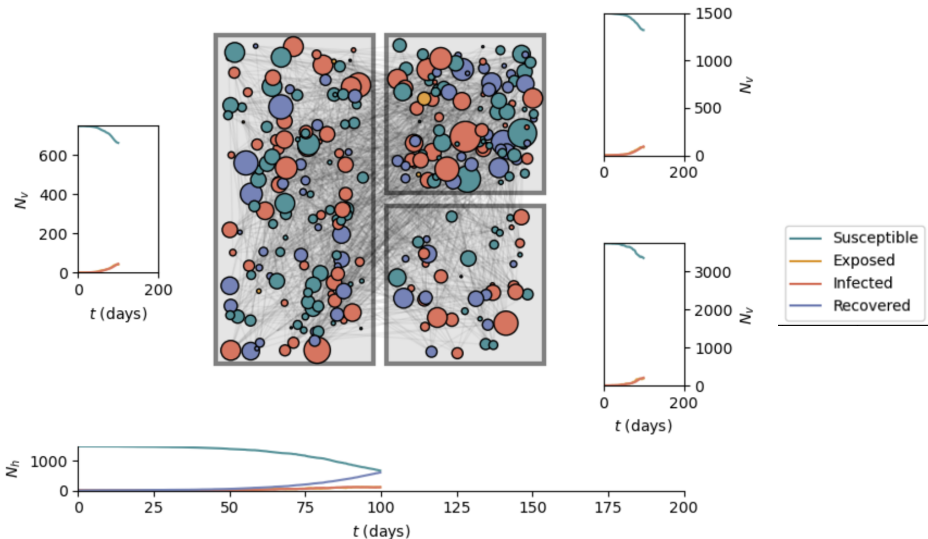 1500
1000
500
0
N_v
0 200
600
400
200
0
N_v
0 200
t (days)
3000
2000
1000
0
N_v
0 200
t (days)
Susceptible
Exposed
Infected
Recovered
1000
0
N_h
0 25 50 75 100 125 150 175 200
t (days)